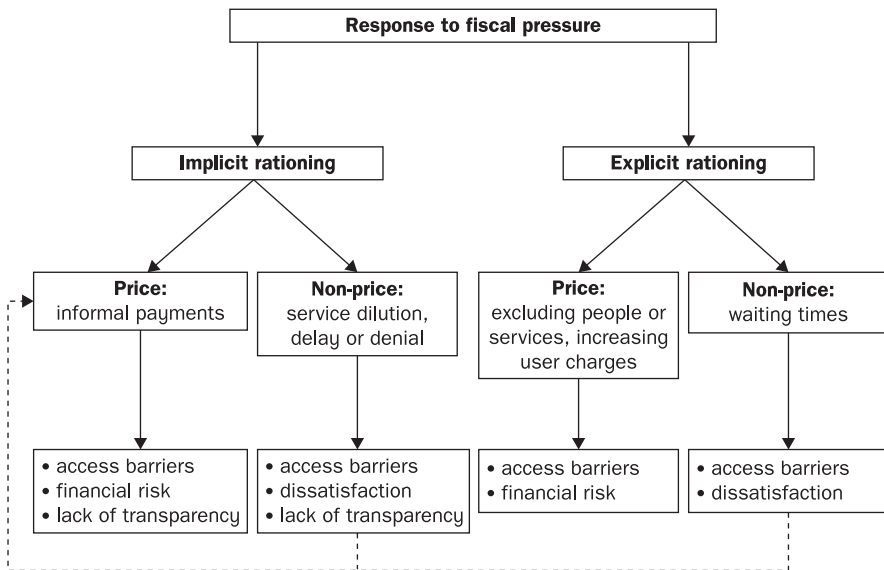 Response to fiscal pressure
Implicit rationing
Explicit rationing
Price:
informal payments
Non-price:
service dilution,
delay or denial
Price:
excluding people or
services, increasing
user charges
Non-price:
waiting times
• access barriers
• financial risk
• lack of transparency
• access barriers
• dissatisfaction
• lack of transparency
• access barriers
• financial risk
• access barriers
• dissatisfaction